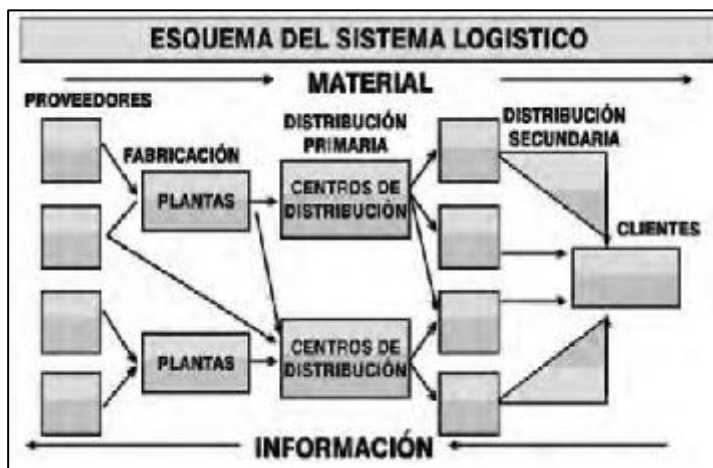 ESQUEMA DEL SISTEMA LOGISTICO
MATERIAL
PROVEEDORES
FABRICACIÓN
DISTRIBUCIÓN
PRIMARIA
DISTRIBUCIÓN
SECUNDARIA
PLANTAS
CENTROS DE
DISTRIBUCIÓN
CLIENTES
PLANTAS
CENTROS DE
DISTRIBUCIÓN
INFORMACIÓN